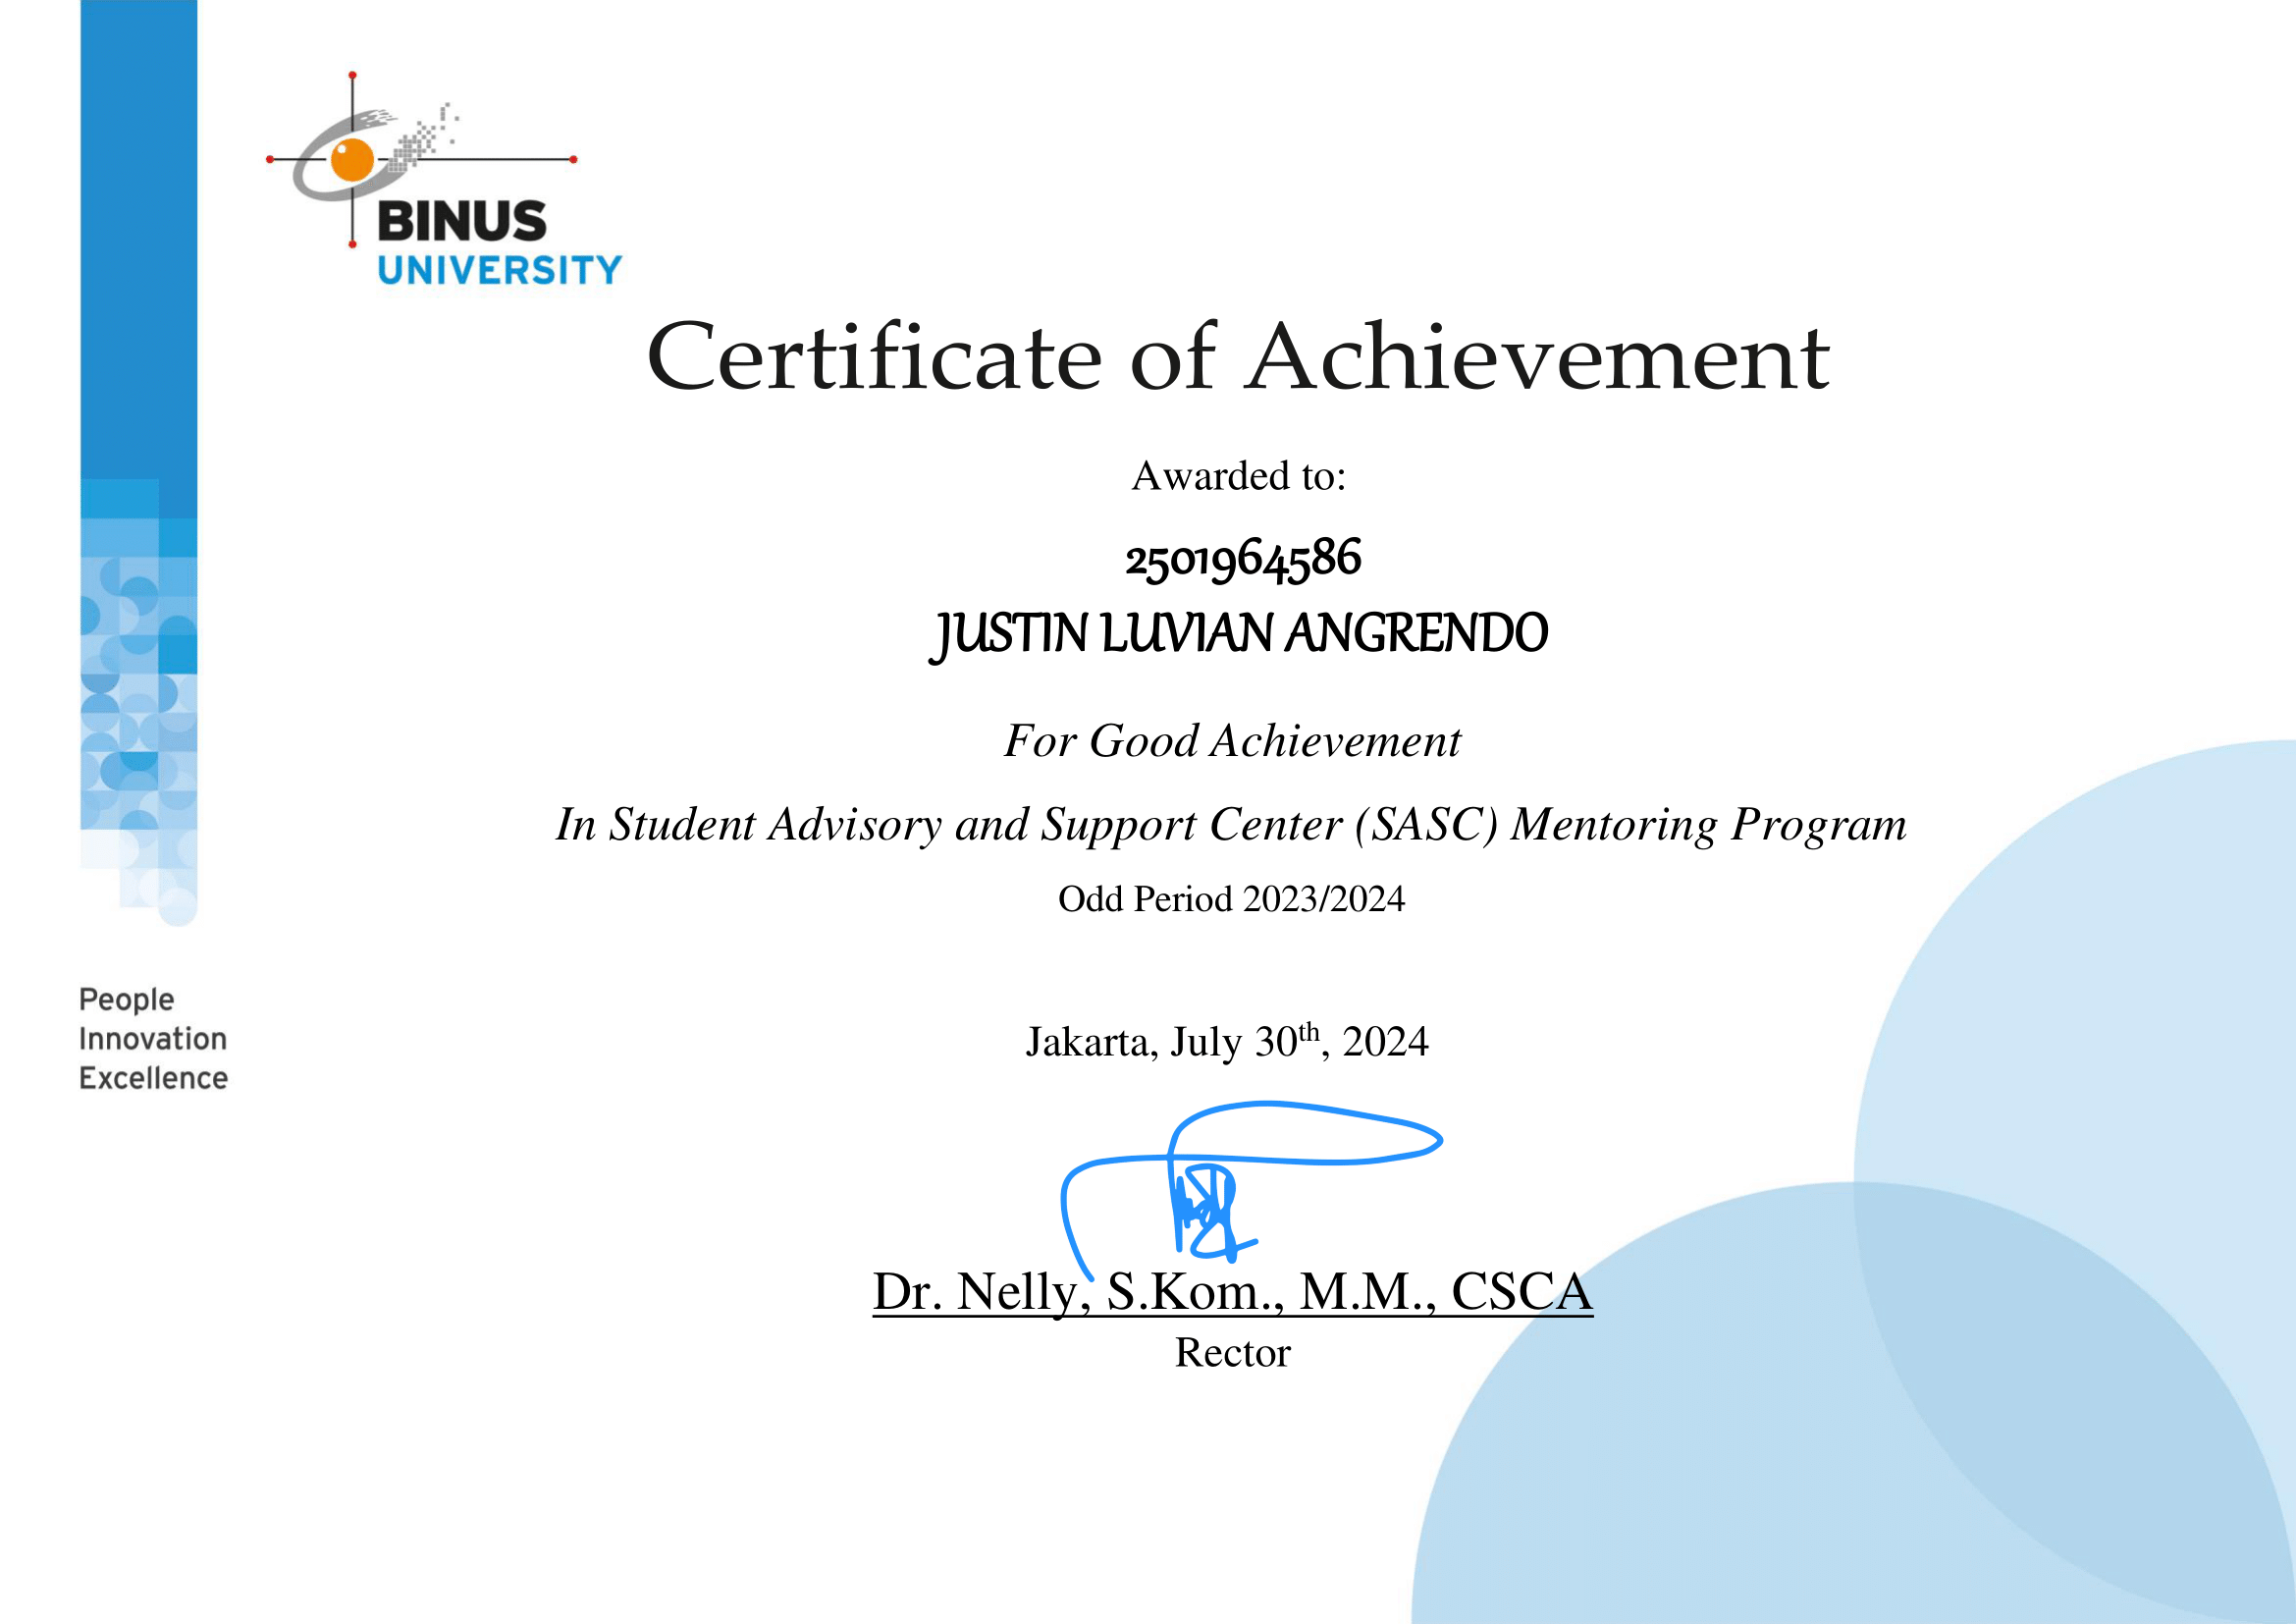 BINUS
UNIVERSITY
Certificate of Achievement
Awarded to:
2501964586
JUSTIN LUVIAN ANGRENDO
For Good Achievement
In Student Advisory and Support Center (SASC) Mentoring Program
Odd Period 2023/2024
People
Innovation
Excellence
Jakarta, July 30th, 2024
Dr. Nelly, S.Kom., M.M., CSCA
Rector